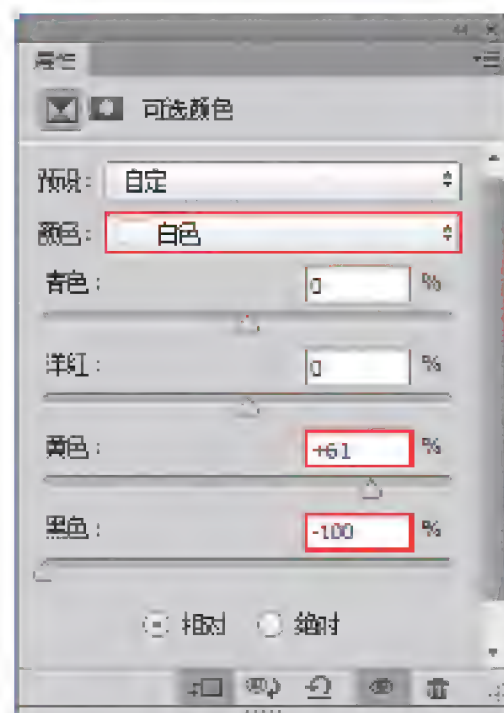 属性
可选颜色
预设： 自定
颜色： 白色
青色： 0 %
洋红： 0 %
黄色： +61 %
黑色： -100 %
相对 绝对